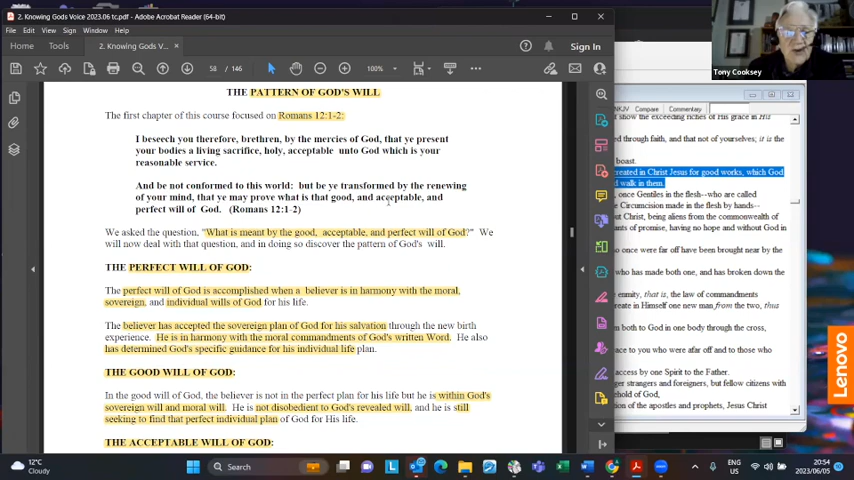 2. Knowing Gods Voice 2023.06 tc.pdf - Adobe Acrobat Reader (64-bit)
File Edit View Sign Window Help
Home Tools 2. Knowing Gods V... × Sign In
58 / 146 100%
THE PATTERN OF GOD'S WILL
The first chapter of this course focused on Romans 12:1-2:
I beseech you therefore, brethren, by the mercies of God, that ye present
your bodies a living sacrifice, holy, acceptable unto God which is your
reasonable service.
And be not conformed to this world: but be ye transformed by the renewing
of your mind, that ye may prove what is that good, and acceptable, and
perfect will of God. (Romans 12:1-2)
We asked the question, "What is meant by the good, acceptable, and perfect will of God?" We
will now deal with that question, and in doing so discover the pattern of God's will.
THE PERFECT WILL OF GOD:
The perfect will of God is accomplished when a believer is in harmony with the moral,
sovereign, and individual wills of God for his life.
The believer has accepted the sovereign plan of God for his salvation through the new birth
experience. He is in harmony with the moral commandments of God's written Word. He also
has determined God's specific guidance for his individual life plan.
THE GOOD WILL OF GOD:
In the good will of God, the believer is not in the perfect plan for his life but he is within God's
sovereign will and moral will. He is not disobedient to God's revealed will, and he is still
seeking to find that perfect individual plan of God for His life.
THE ACCEPTABLE WILL OF GOD:
Tony Cooksey
NKJV Compare Commentary
show the exceeding riches of His grace in His
d through faith, and that not of yourselves; it is the
boast.
created in Christ Jesus for good works, which God
d walk in them.
once Gentiles in the flesh--who are called
Circumcision made in the flesh by hands--
out Christ, being aliens from the commonwealth of
ants of promise, having no hope and without God in
o once were far off have been brought near by the
who has made both one, and has broken down the
enmity, that is, the law of commandments
create in Himself one new man from the two, thus
both to God in one body through the cross,
ace to you who were afar off and to those who
access by one Spirit to the Father.
ger strangers and foreigners, but fellow citizens with
ehold of God,
tion of the apostles and prophets, Jesus Christ
Lenovo
12°C
Cloudy
Search
ENG
US
20:54
2023/06/05